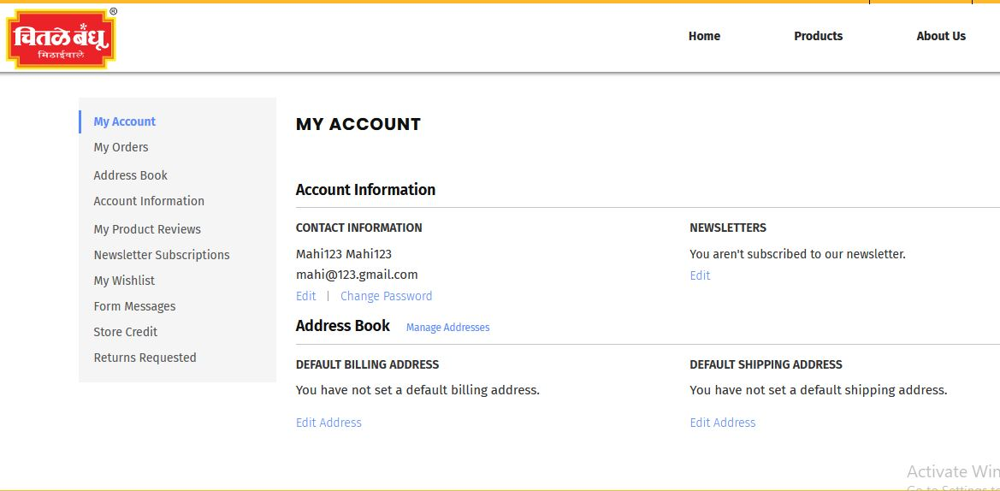 चितळे बंधू
®
मिठाईवाले
Home
Products
About Us
My Account
My Orders
Address Book
Account Information
My Product Reviews
Newsletter Subscriptions
My Wishlist
Form Messages
Store Credit
Returns Requested
MY ACCOUNT
Account Information
CONTACT INFORMATION
Mahi123 Mahi123
mahi@123.gmail.com
Edit | Change Password
NEWSLETTERS
You aren't subscribed to our newsletter.
Edit
Address Book Manage Addresses
DEFAULT BILLING ADDRESS
You have not set a default billing address.
Edit Address
DEFAULT SHIPPING ADDRESS
You have not set a default shipping address.
Edit Address
Activate Win
Go to Settings to